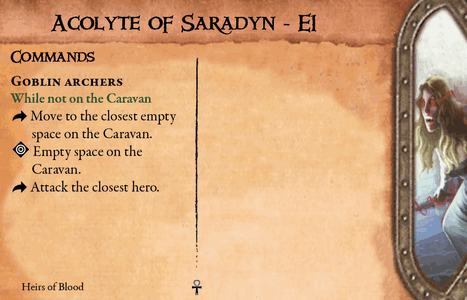 Acolyte of Saradyn - EI
Commands
Goblin archers
While not on the Caravan
Move to the closest empty
space on the Caravan.
Empty space on the
Caravan.
Attack the closest hero.
Heirs of Blood